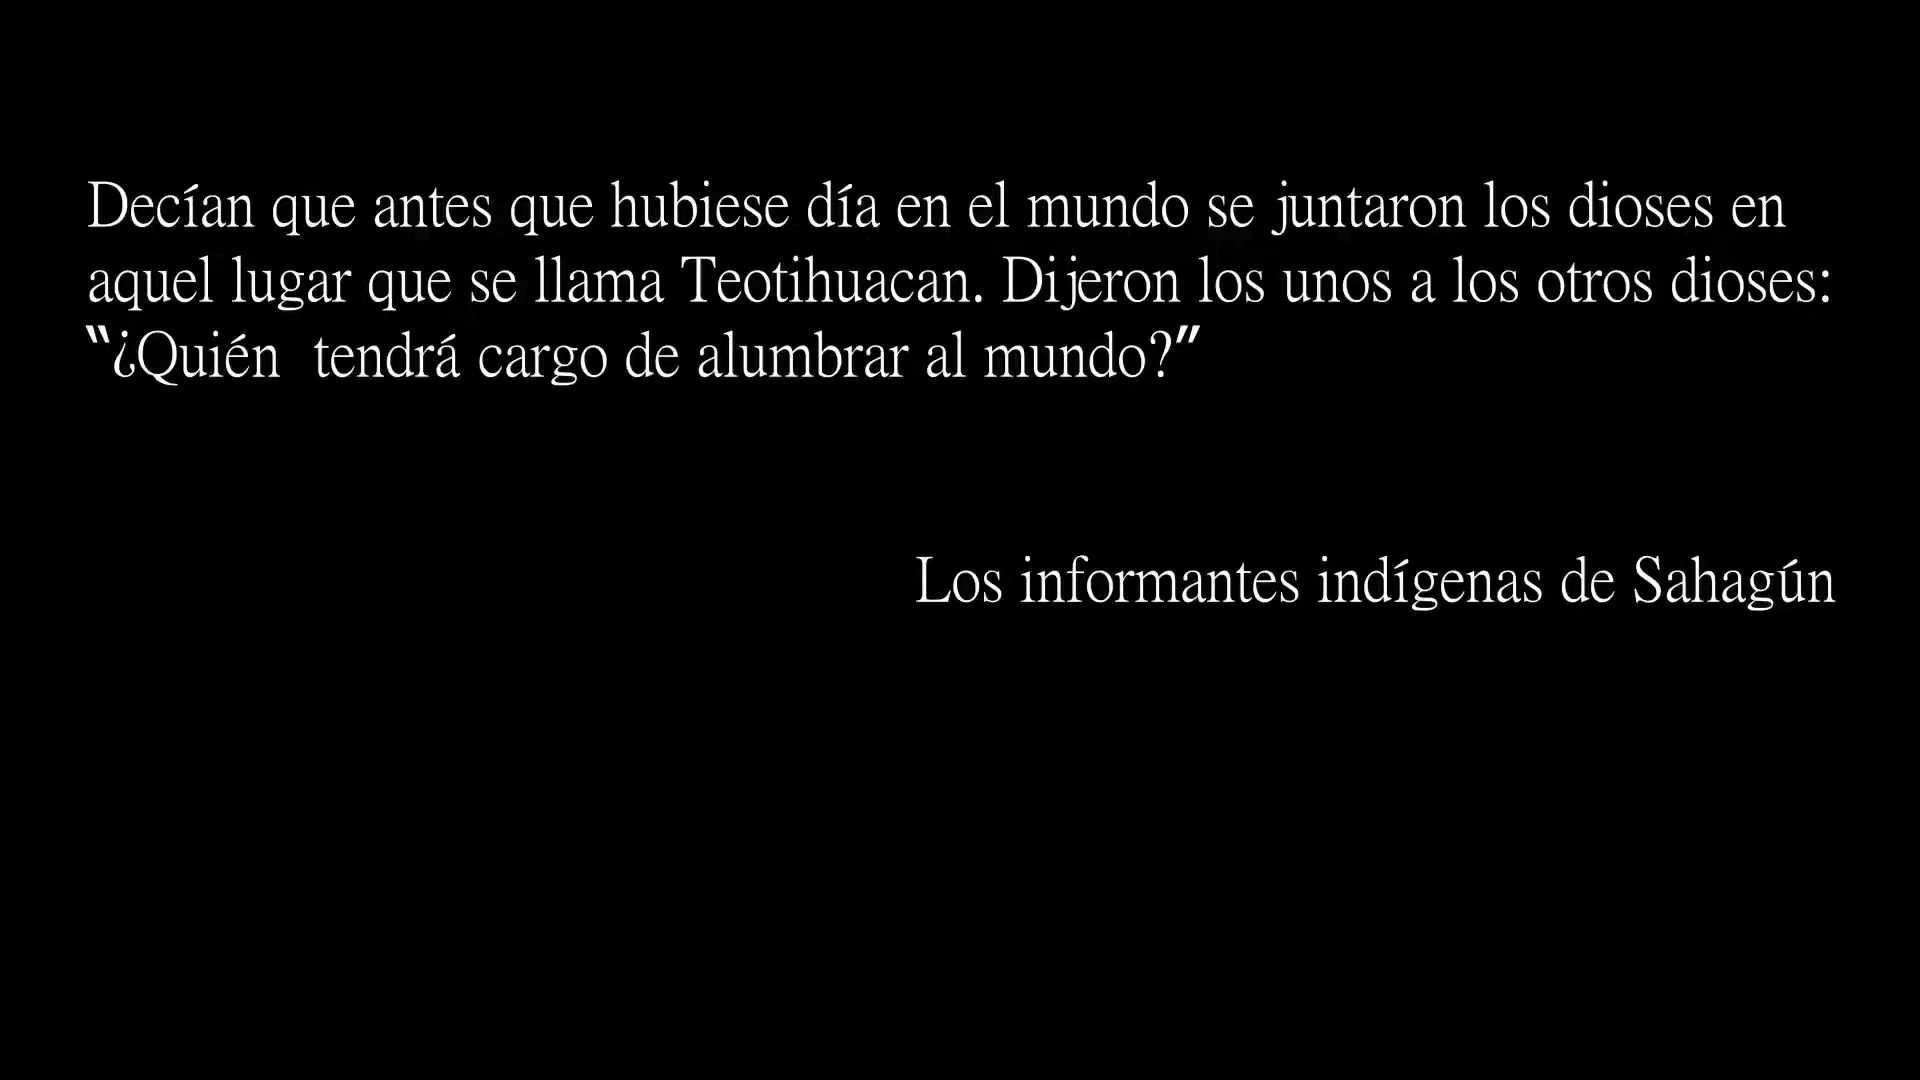 Decían que antes que hubiese día en el mundo se juntaron los dioses en
aquel lugar que se llama Teotihuacan. Dijeron los unos a los otros dioses:
“¿Quién  tendrá cargo de alumbrar al mundo?”
Los informantes indígenas de Sahagún